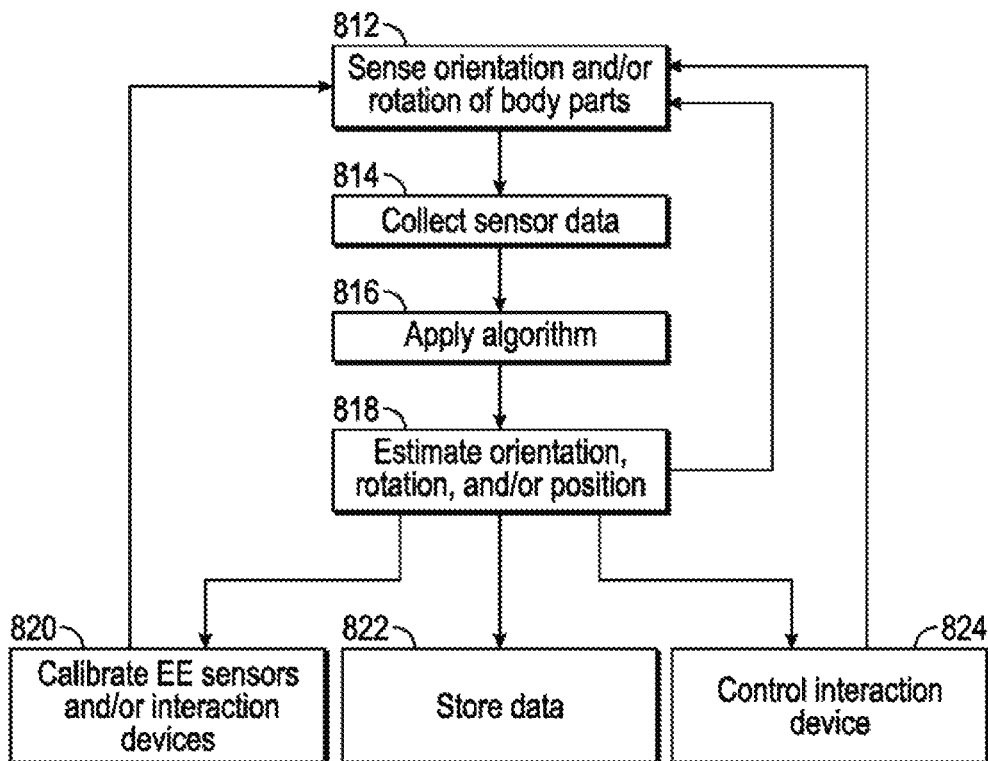 812
Sense orientation and/or
rotation of body parts
814
Collect sensor data
816
Apply algorithm
818
Estimate orientation,
rotation, and/or position
820
Calibrate EE sensors
and/or interaction
devices
822
Store data
824
Control interaction
device